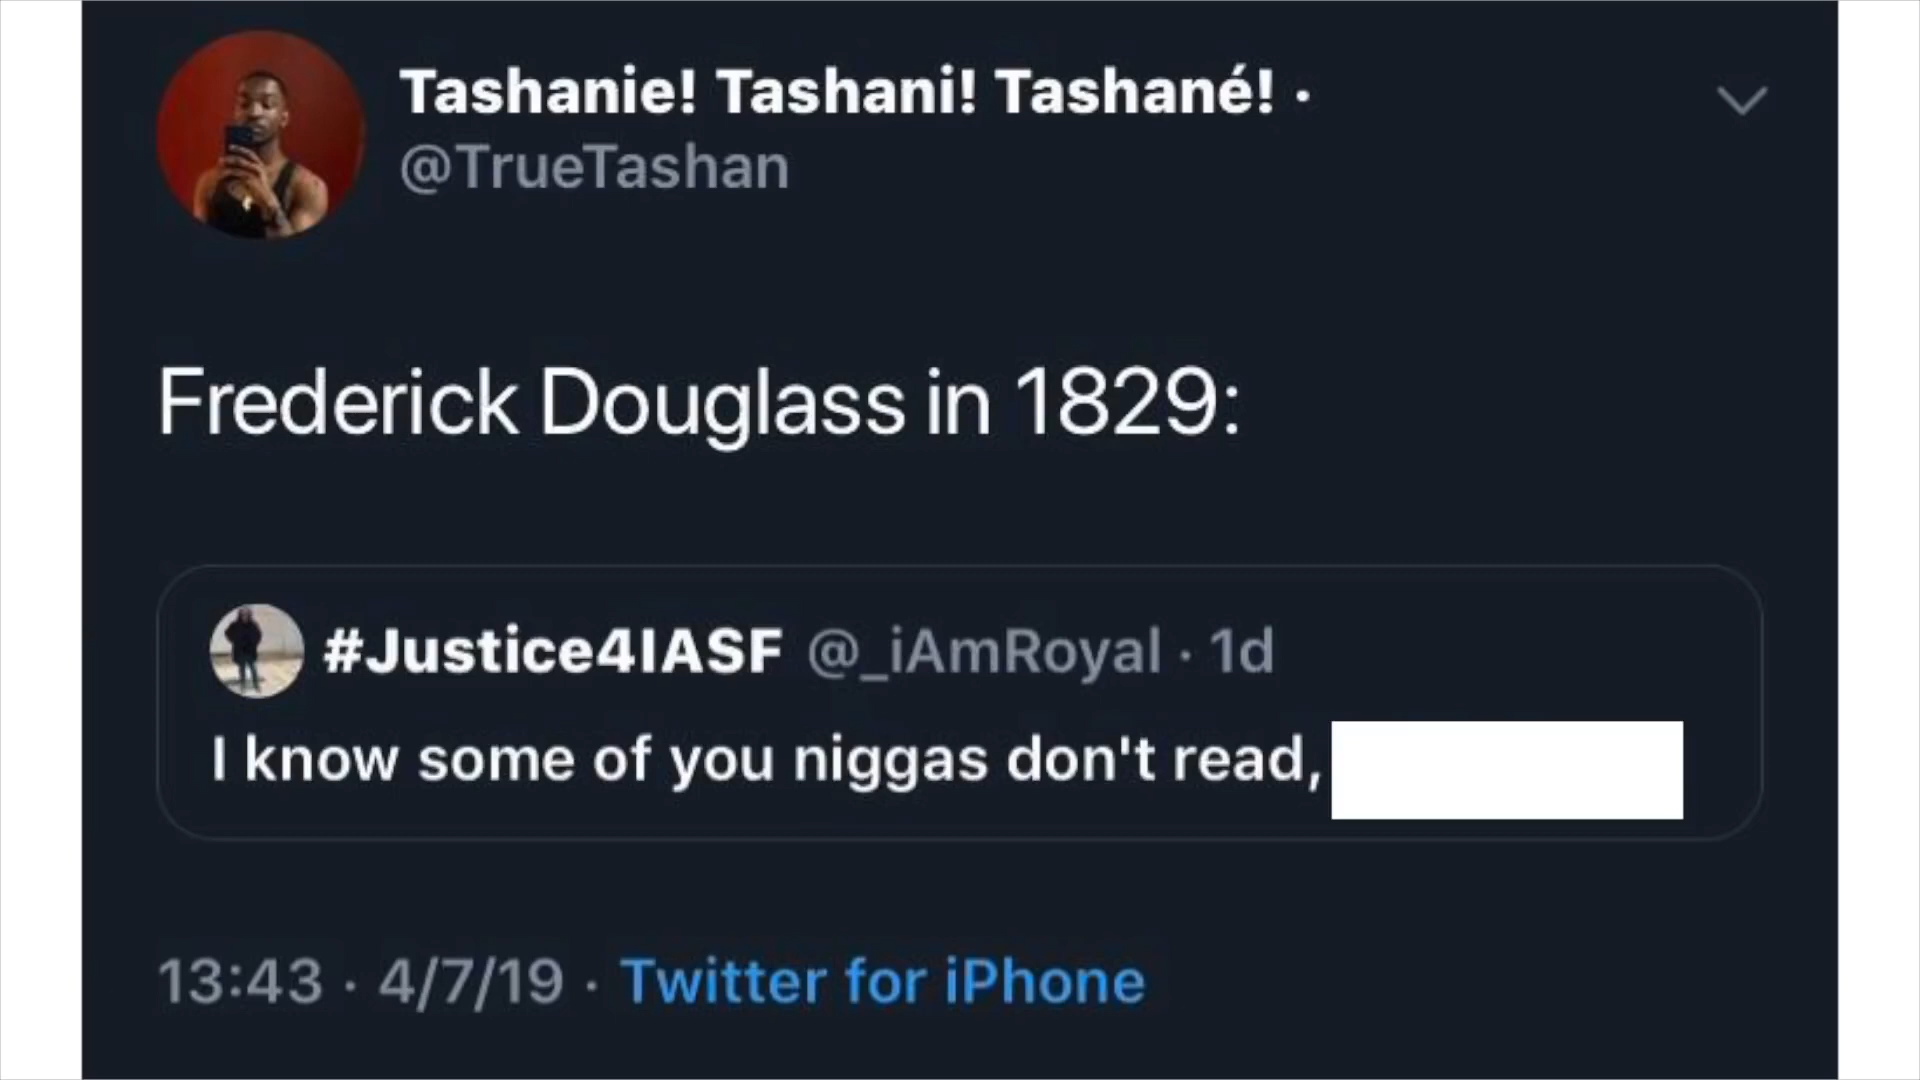 Tashanie! Tashani! Tashané! ·
@TrueTashan
Frederick Douglass in 1829:
#Justice4IASF @_iAmRoyal · 1d
I know some of you niggas don't read,
13:43 · 4/7/19 · Twitter for iPhone